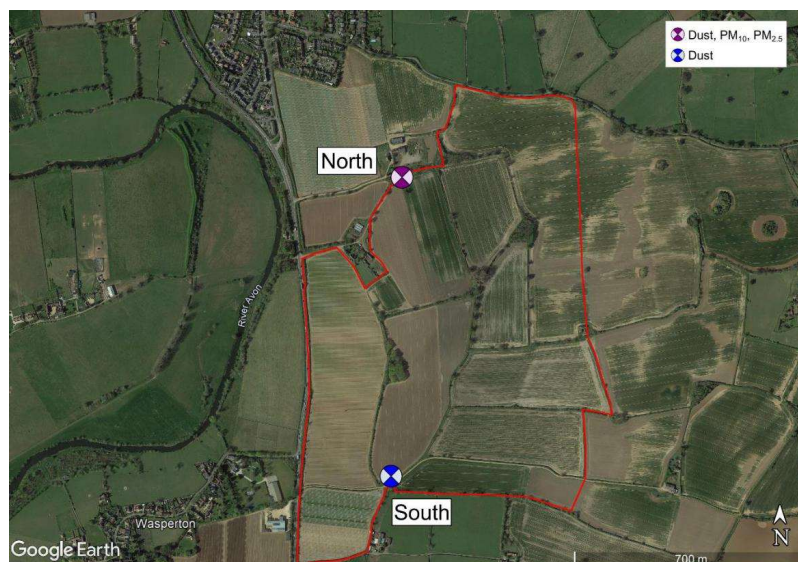 Dust, PM10, PM2.5
Dust
North
River Avon
South
Wasperton
Google Earth
N
700 m